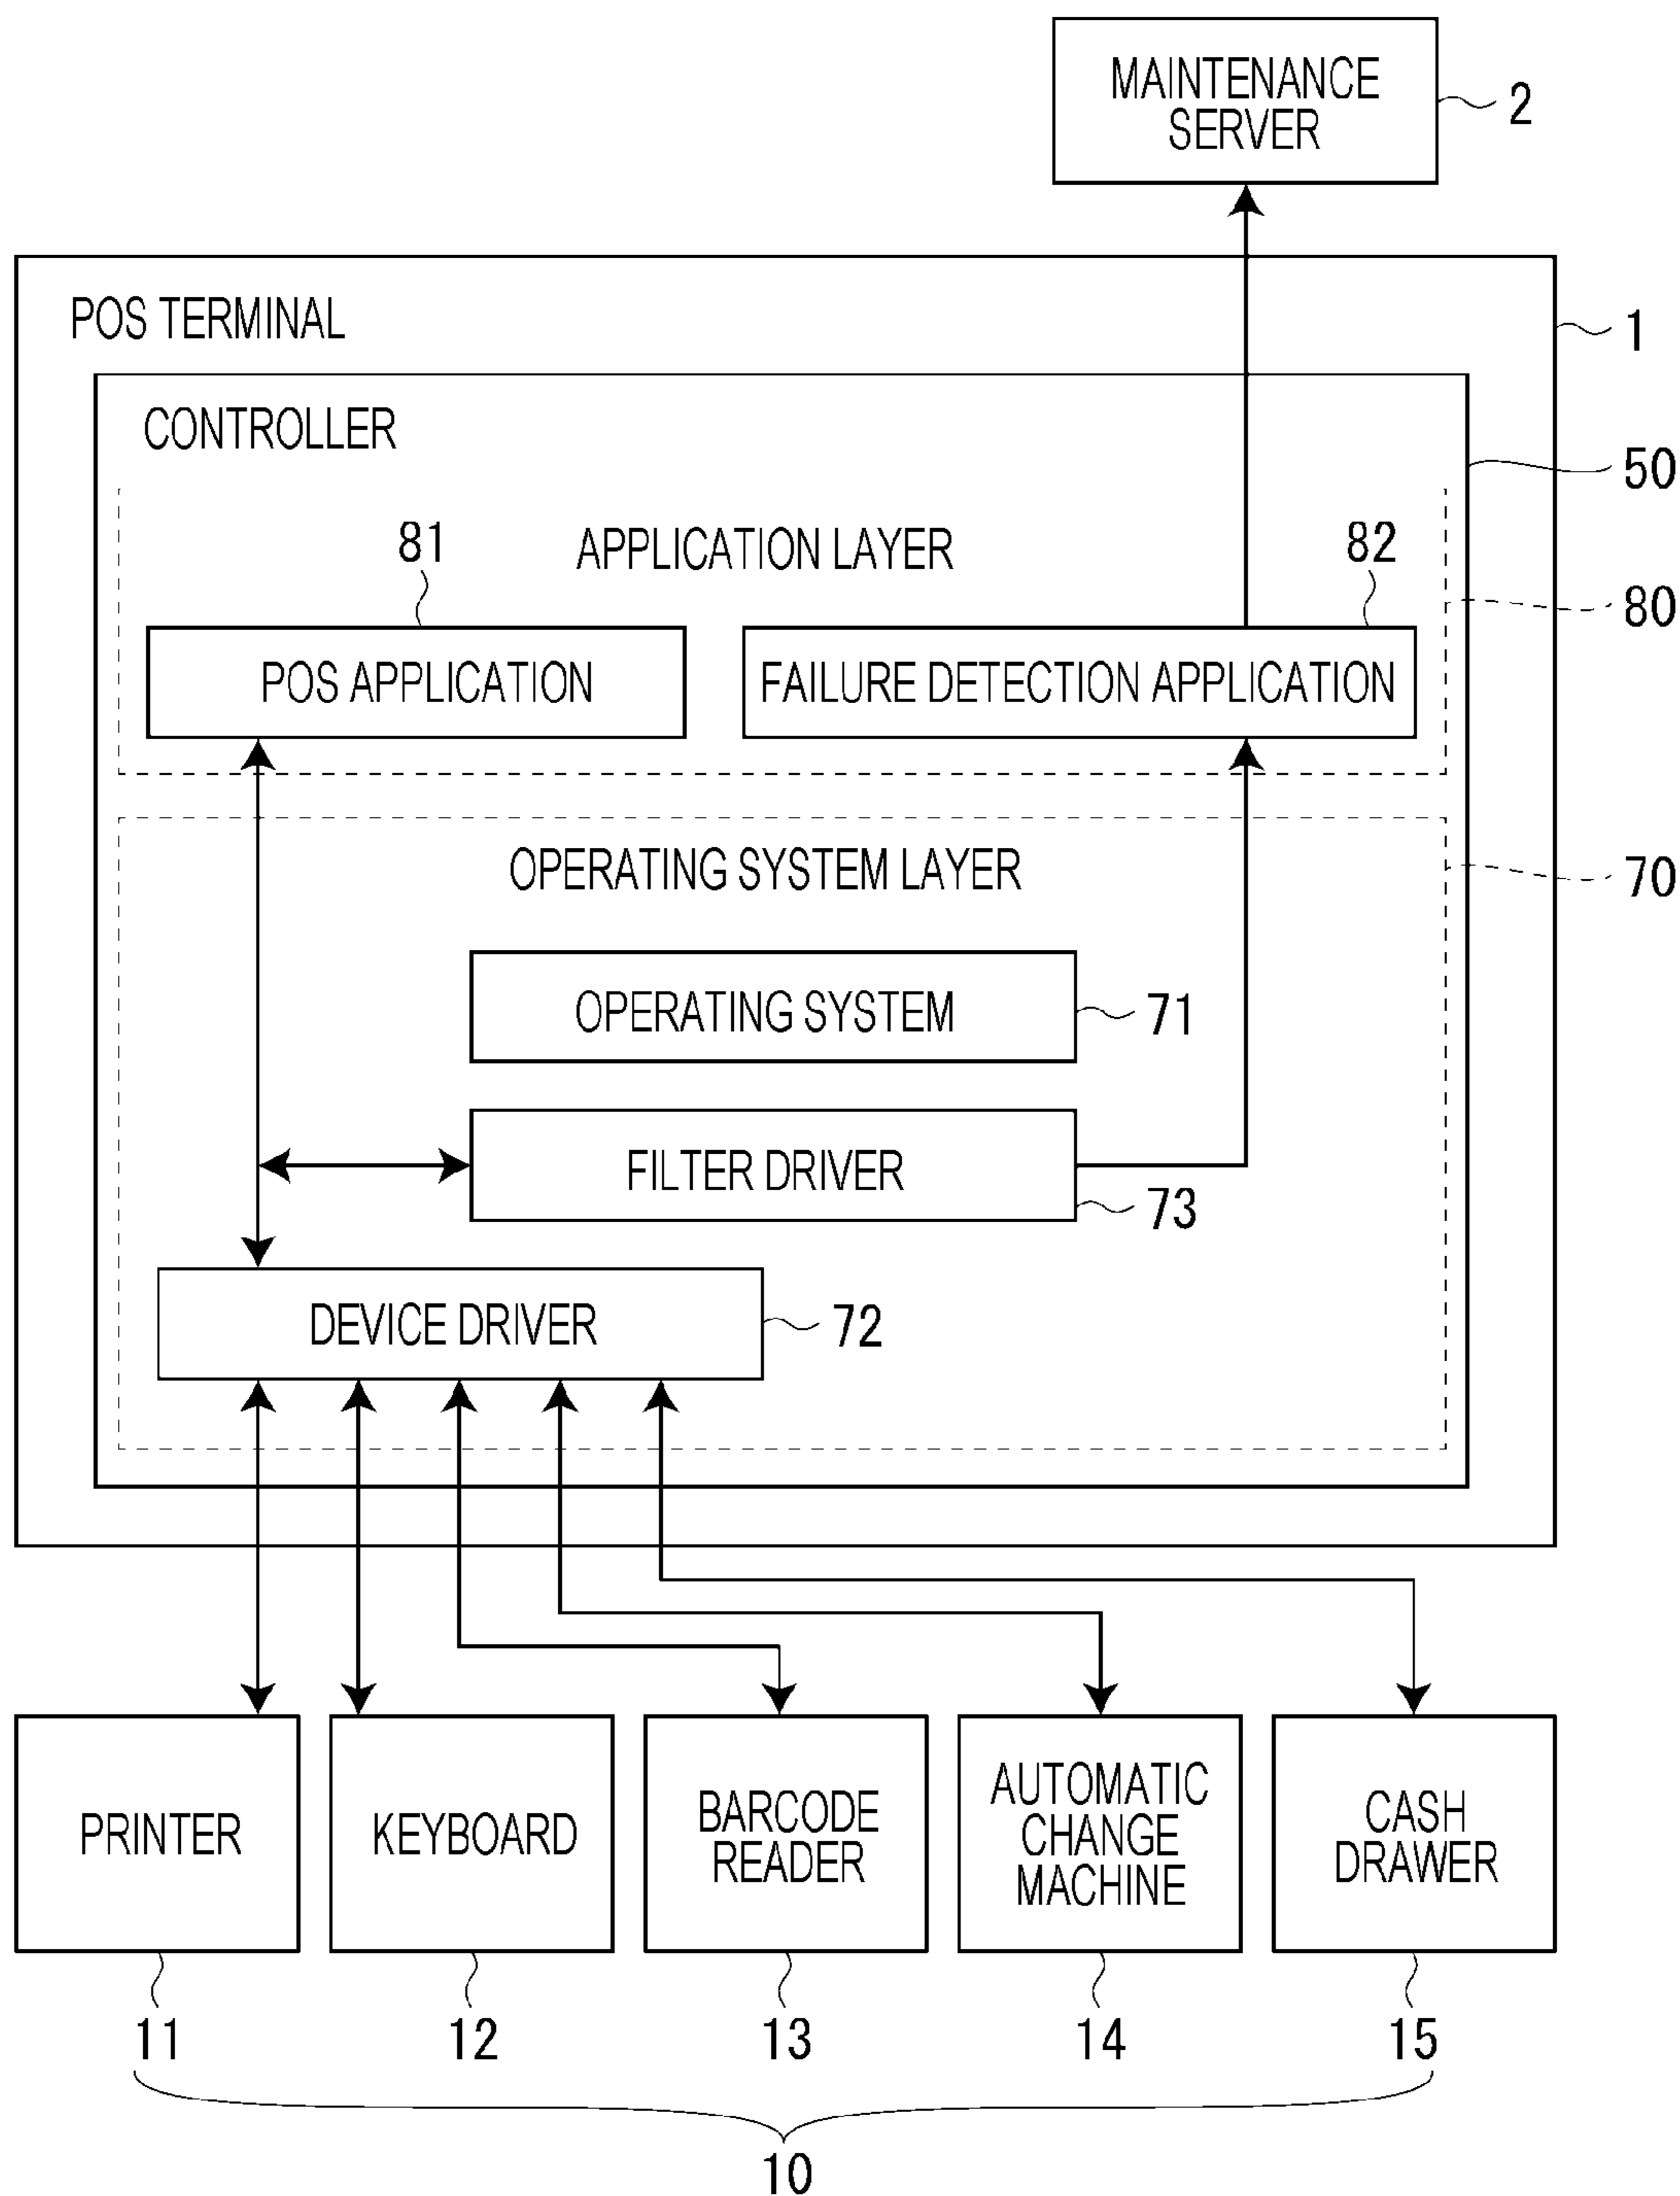 MAINTENANCE
SERVER
2
POS TERMINAL
1
CONTROLLER
50
81
APPLICATION LAYER
82
80
POS APPLICATION
FAILURE DETECTION APPLICATION
OPERATING SYSTEM LAYER
70
OPERATING SYSTEM
71
FILTER DRIVER
73
DEVICE DRIVER
72
PRINTER
KEYBOARD
BARCODE
READER
AUTOMATIC
CHANGE
MACHINE
CASH
DRAWER
11
12
13
14
15
10